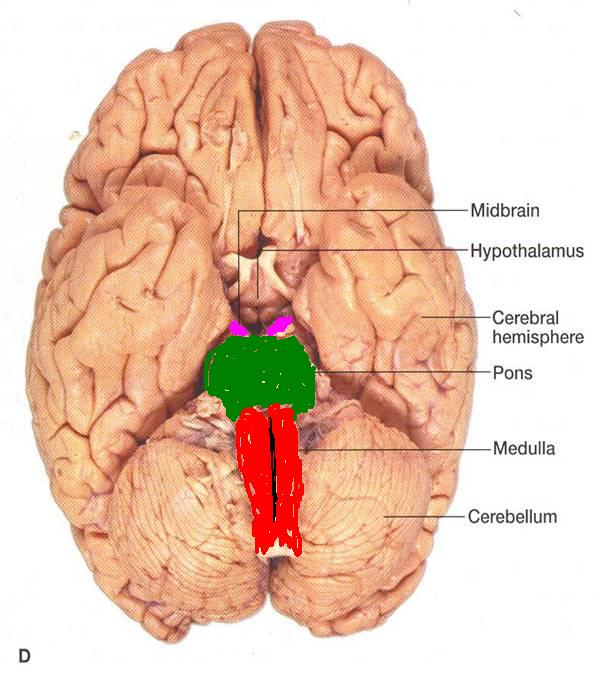 Midbrain
Hypothalamus
Cerebral
hemisphere
Pons
Medulla
Cerebellum
D